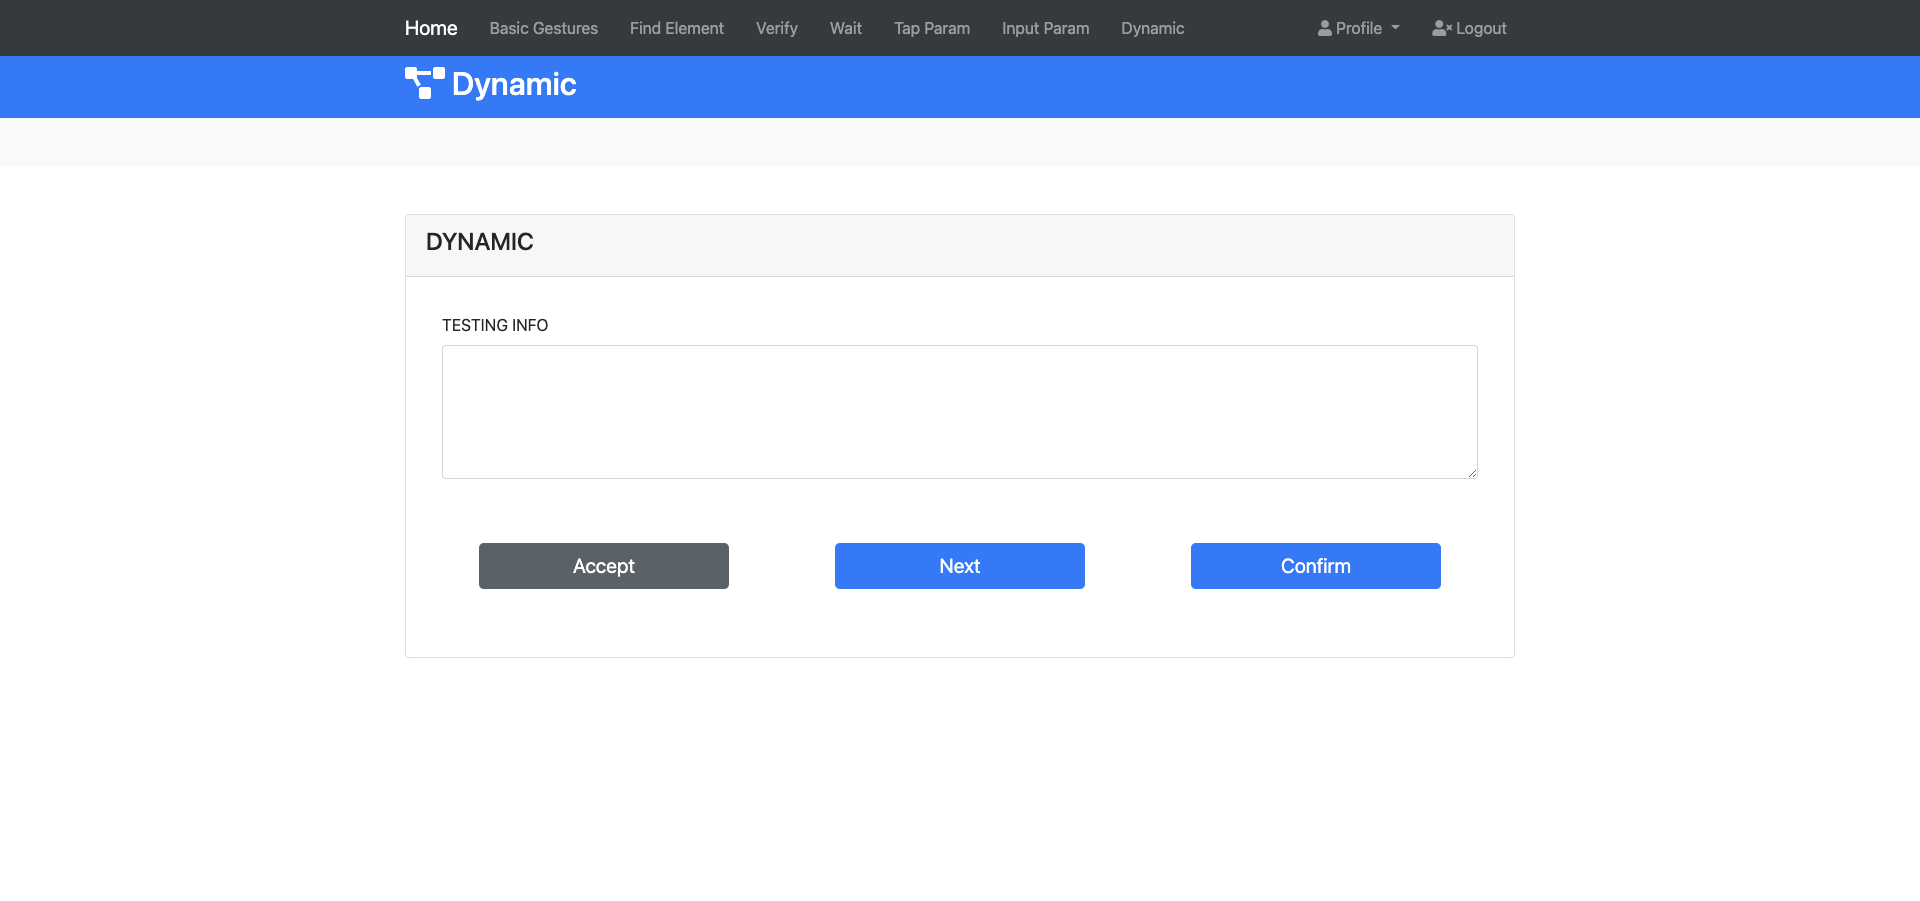 Home Basic Gestures Find Element Verify Wait Tap Param Input Param Dynamic Profile Logout
Dynamic
DYNAMIC
TESTING INFO
Accept Next Confirm